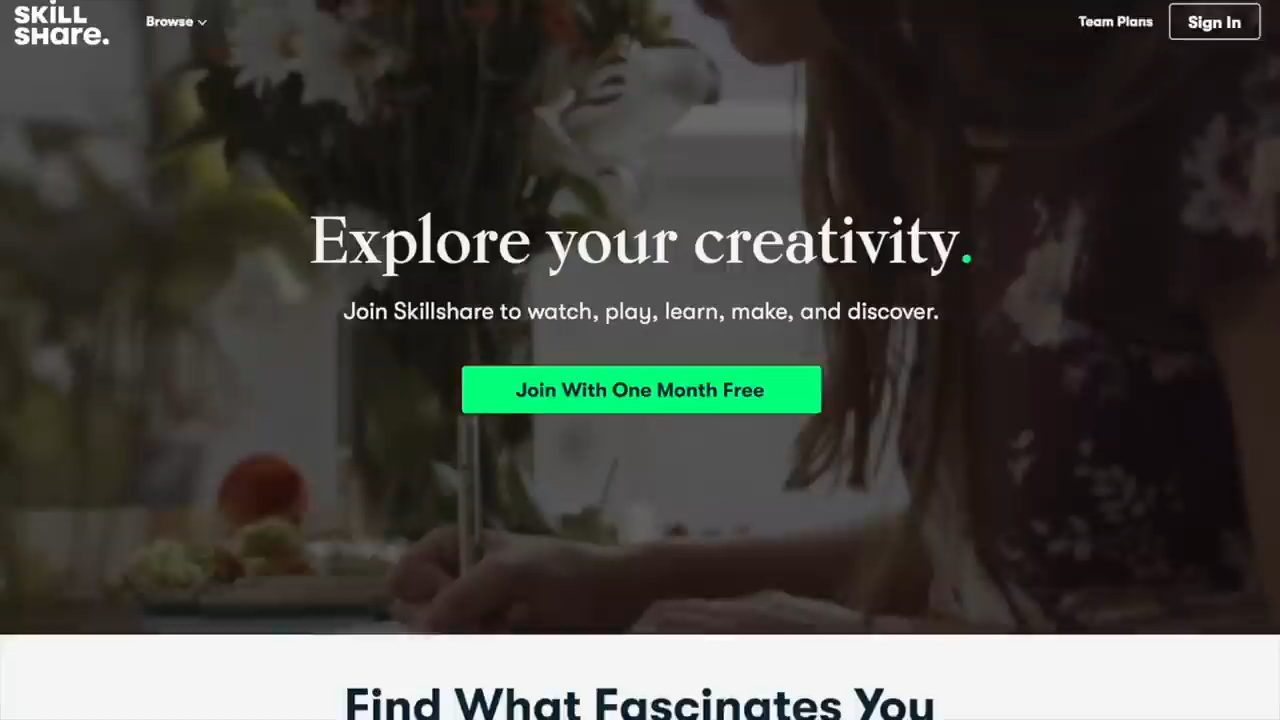 SKiLL
SHare.
Browse
Team Plans
Sign In
Explore your creativity.
Join Skillshare to watch, play, learn, make, and discover.
Join With One Month Free
Find What Fascinates You